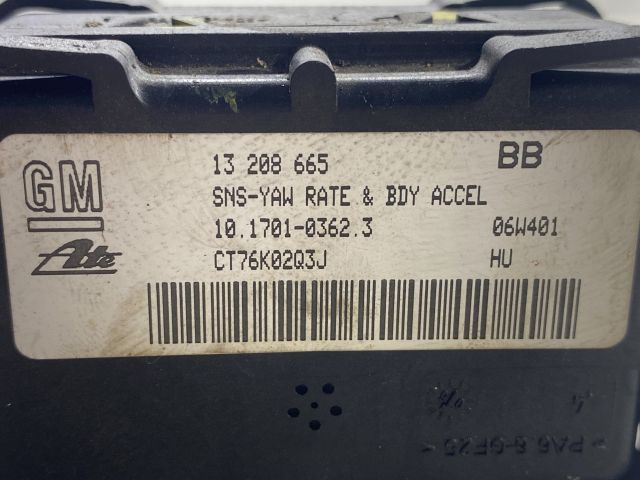 GM
Ate
13 208 665 BB
SNS-YAW RATE & BDY ACCEL
10.1701-0362.3 06W401
CT76K02Q3J HU